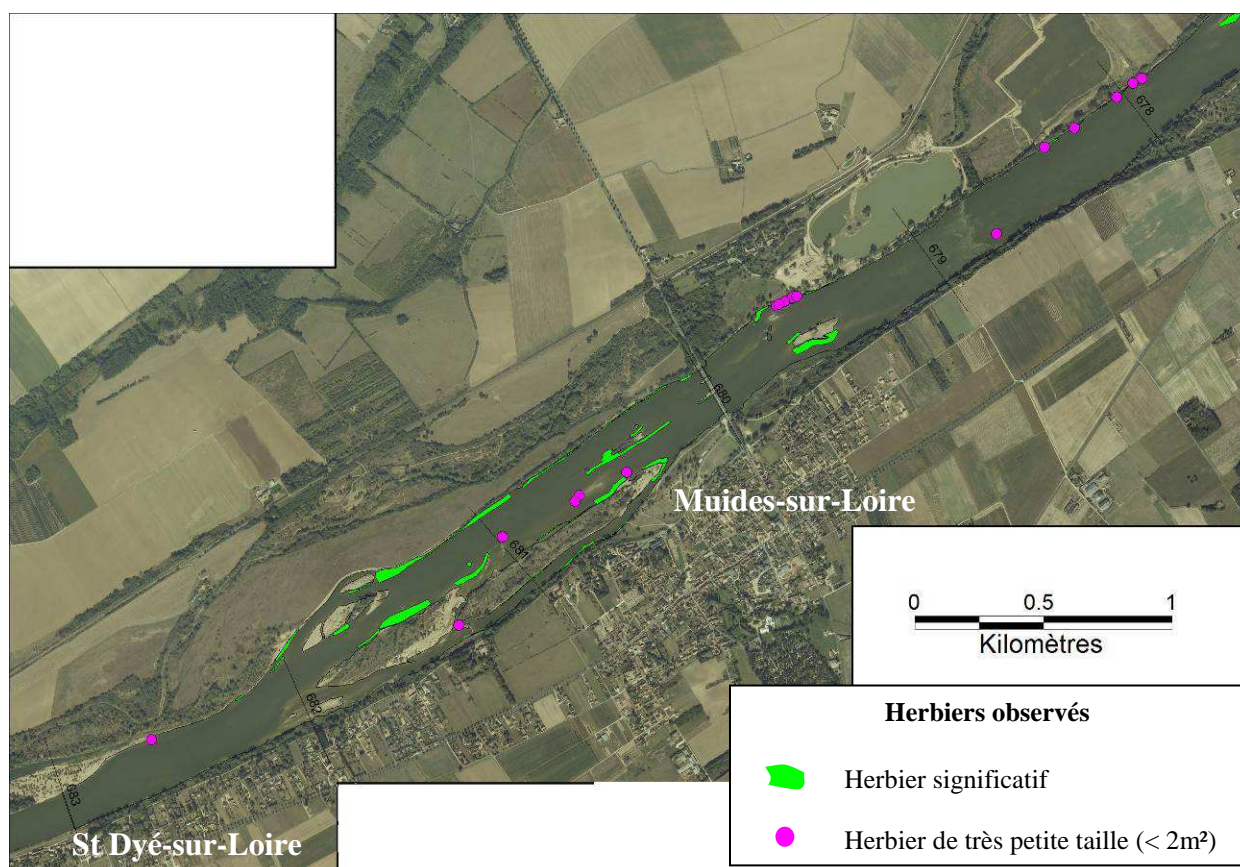 678
679
680
Muides-sur-Loire
681
682
683
St Dyé-sur-Loire
0 0.5 1
Kilomètres
Herbiers observés
Herbier significatif
Herbier de très petite taille (< 2m²)